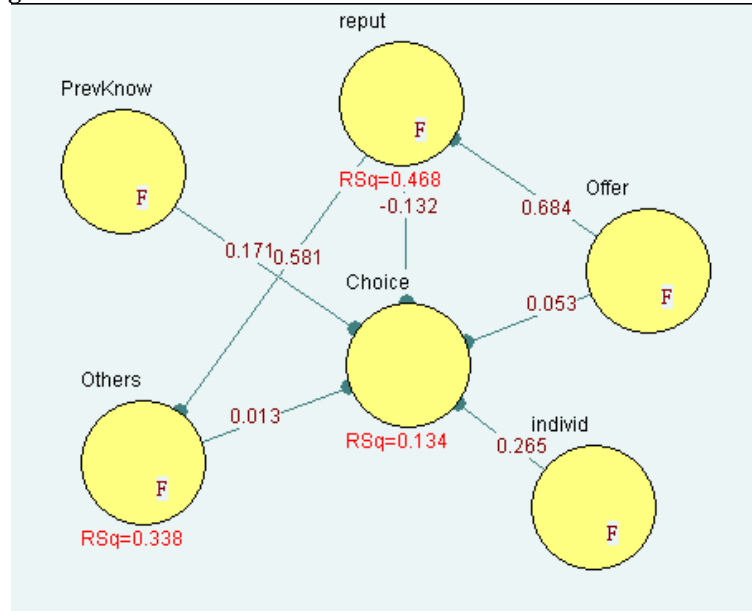 reput
PrevKnow
F
F
RSq=0.468
-0.132
0.684
Offer
0.171
0.581
Choice
F
0.053
Others
0.013
individ
RSq=0.134
0.265
F
RSq=0.338
F